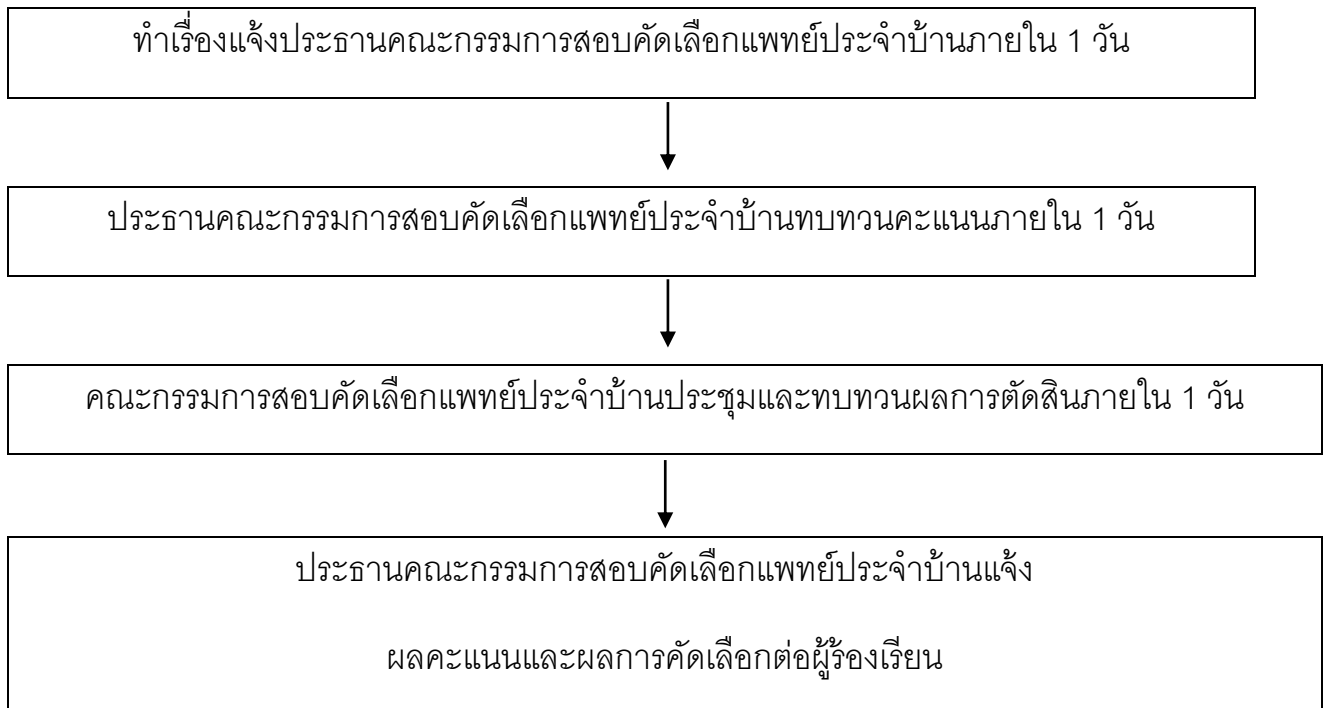 ทำเรื่องแจ้งประธานคณะกรรมการสอบคัดเลือกแพทย์ประจำบ้านภายใน 1 วัน
ประธานคณะกรรมการสอบคัดเลือกแพทย์ประจำบ้านทบทวนคะแนนภายใน 1 วัน
คณะกรรมการสอบคัดเลือกแพทย์ประจำบ้านประชุมและทบทวนผลการตัดสินภายใน 1 วัน
ประธานคณะกรรมการสอบคัดเลือกแพทย์ประจำบ้านแจ้ง
ผลคะแนนและผลการคัดเลือกต่อผู้ร้องเรียน